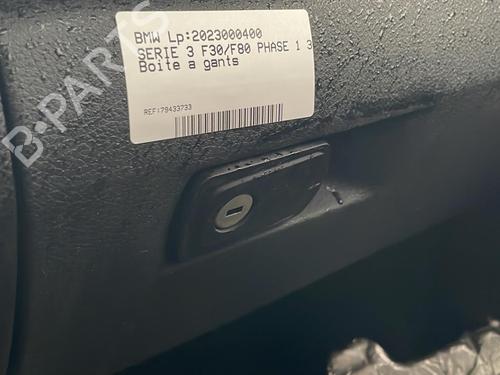 BMW Lp:2023000400
SERIE 3 F30/F80 PHASE 1 3
Boite a gants
REF:79433733
B-PARTS